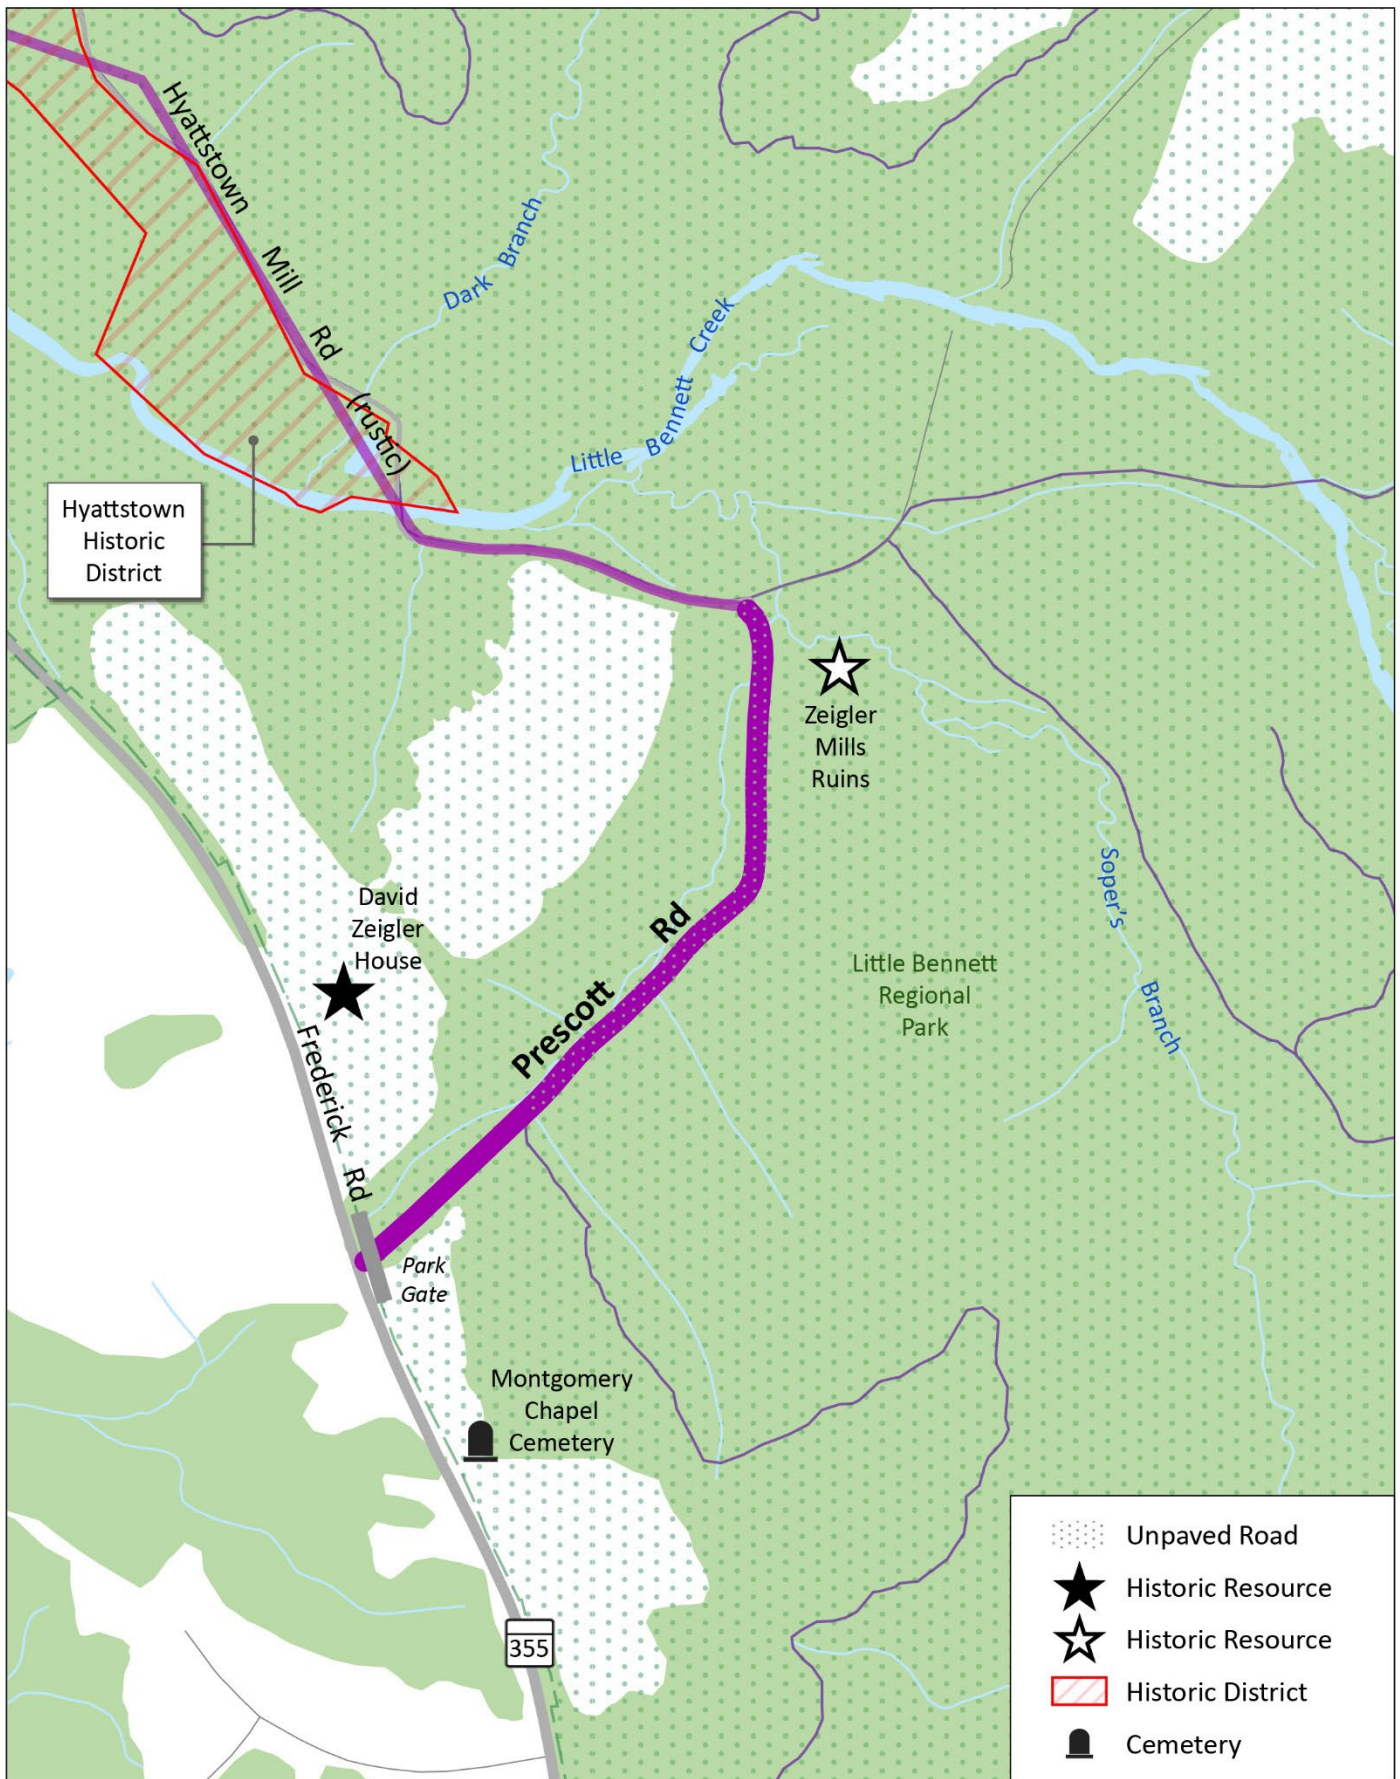 Hyattstown Mill Rd (rustic)
Dark Branch
Little Bennett Creek
Hyattstown
Historic
District
Zeigler
Mills
Ruins
David
Zeigler
House
Prescott Rd
Soper's Branch
Little Bennett
Regional
Park
Frederick Rd
Park
Gate
Montgomery
Chapel
Cemetery
355
Unpaved Road
Historic Resource
Historic Resource
Historic District
Cemetery